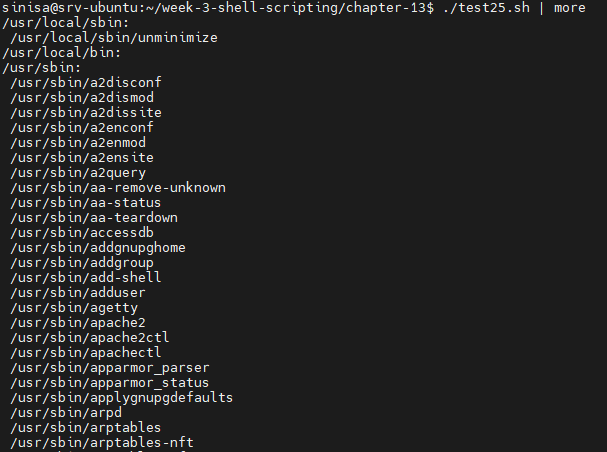 sinisa@srv-ubuntu:~/week-3-shell-scripting/chapter-13$ ./test25.sh | more
/usr/local/sbin:
 /usr/local/sbin/unminimize
/usr/local/bin:
/usr/sbin:
 /usr/sbin/a2disconf
 /usr/sbin/a2dismod
 /usr/sbin/a2dissite
 /usr/sbin/a2enconf
 /usr/sbin/a2enmod
 /usr/sbin/a2ensite
 /usr/sbin/a2query
 /usr/sbin/aa-remove-unknown
 /usr/sbin/aa-status
 /usr/sbin/aa-teardown
 /usr/sbin/accessdb
 /usr/sbin/addgnupghome
 /usr/sbin/addgroup
 /usr/sbin/add-shell
 /usr/sbin/adduser
 /usr/sbin/agetty
 /usr/sbin/apache2
 /usr/sbin/apache2ctl
 /usr/sbin/apachectl
 /usr/sbin/apparmor_parser
 /usr/sbin/apparmor_status
 /usr/sbin/applygnupgdefaults
 /usr/sbin/arpd
 /usr/sbin/arptables
 /usr/sbin/arptables-nft